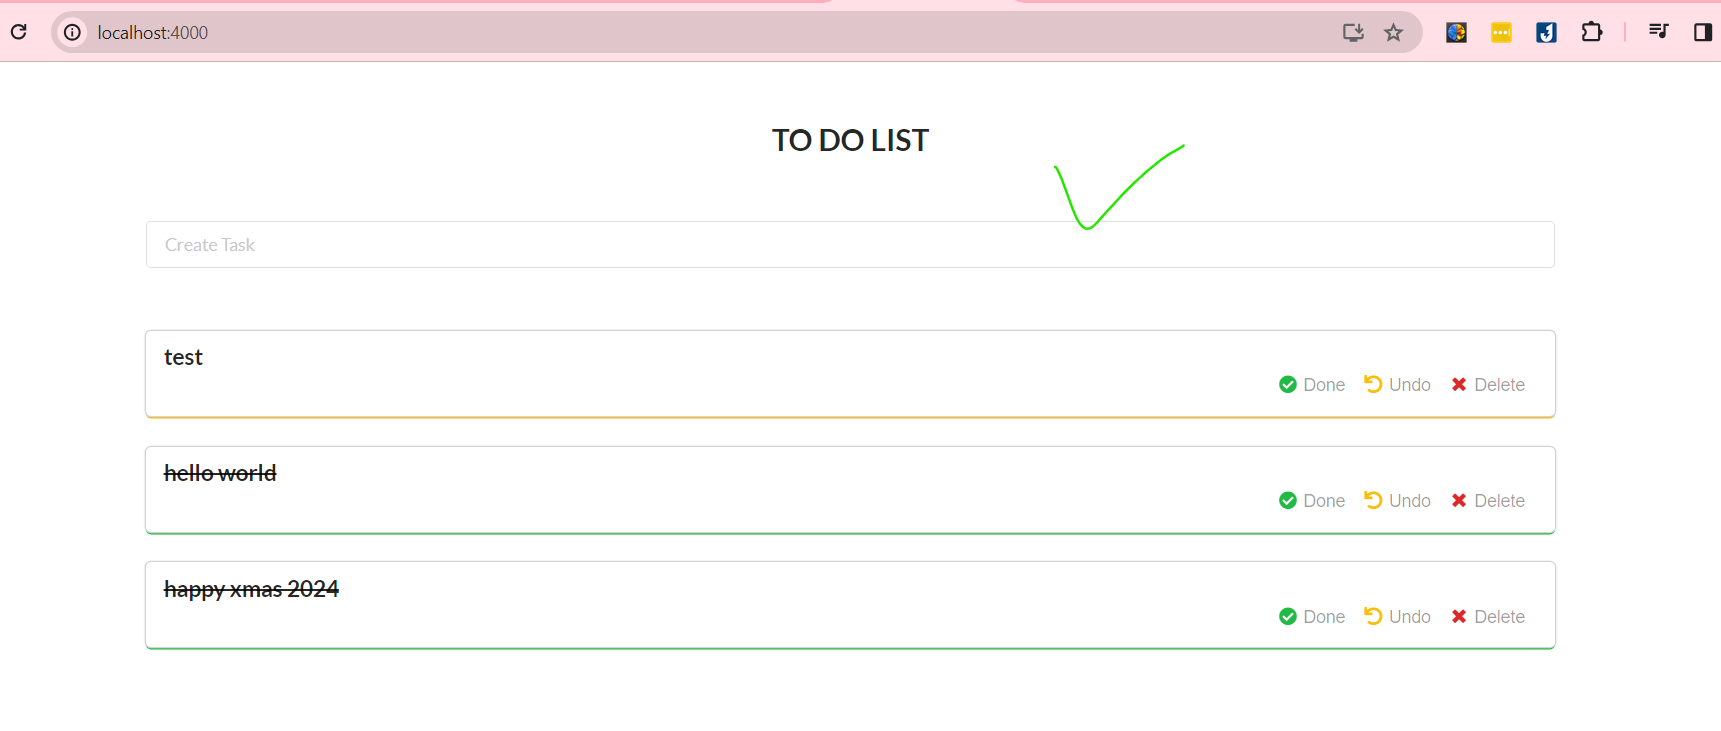 localhost:4000
TO DO LIST
Create Task
test
Done Undo Delete
hello world
Done Undo Delete
happy xmas 2024
Done Undo Delete